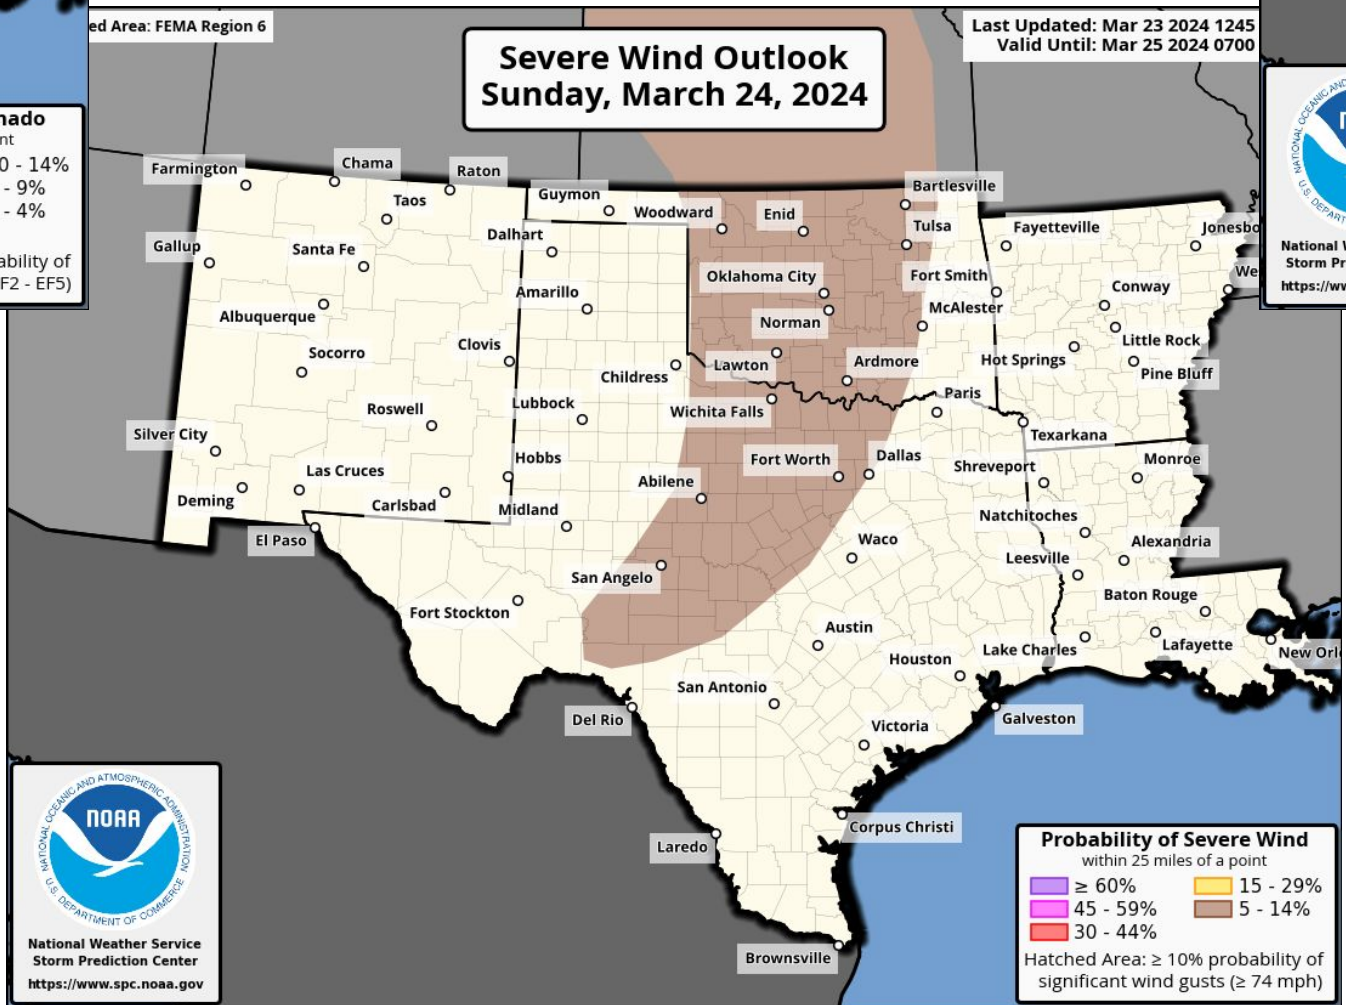 ed Area: FEMA Region 6
Severe Wind Outlook
Sunday, March 24, 2024
Last Updated: Mar 23 2024 1245
Valid Until: Mar 25 2024 0700
nado
nt
0 - 14%
- 9%
- 4%
ability of
F2 - EF5)
NATIONAL OCEANIC AND
U.S. DEPART
National W
Storm Pr
https://ww
Farmington
Chama
Raton
Taos
Guymon
Woodward
Enid
Bartlesville
Tulsa
Fayetteville
Jonesbo
Gallup
Santa Fe
Dalhart
Oklahoma City
Fort Smith
We
Albuquerque
Amarillo
Norman
McAlester
Conway
Little Rock
Socorro
Clovis
Childress
Lawton
Ardmore
Hot Springs
Pine Bluff
Roswell
Lubbock
Wichita Falls
Paris
Texarkana
Silver City
Las Cruces
Hobbs
Abilene
Fort Worth
Dallas
Shreveport
Monroe
Deming
Carlsbad
Midland
Natchitoches
El Paso
San Angelo
Waco
Leesville
Alexandria
Fort Stockton
Austin
Baton Rouge
Houston
Lake Charles
Lafayette
New Orl
San Antonio
Del Rio
Victoria
Galveston
Laredo
Corpus Christi
Brownsville
NATIONAL OCEANIC AND ATMOSPHERIC ADMINISTRATION
NOAA
U.S. DEPARTMENT OF COMMERCE
National Weather Service
Storm Prediction Center
https://www.spc.noaa.gov
Probability of Severe Wind
within 25 miles of a point
≥ 60%
15 - 29%
45 - 59%
5 - 14%
30 - 44%
Hatched Area: ≥ 10% probability of
significant wind gusts (≥ 74 mph)